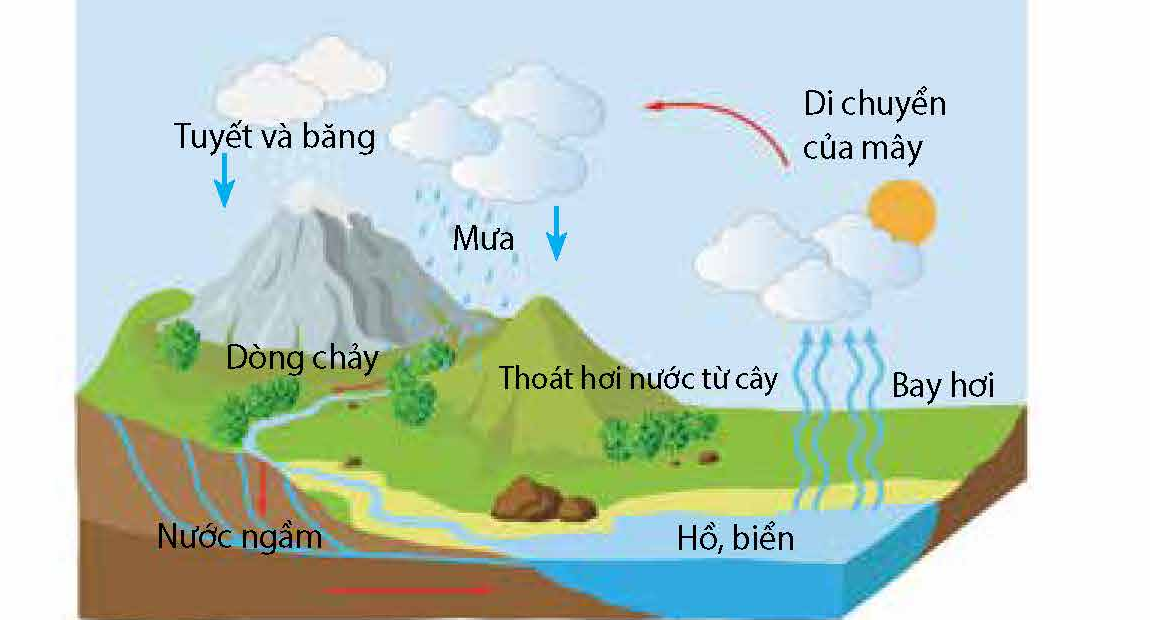 Di chuyển
của mây
Tuyết và băng
Mưa
Dòng chảy
Thoát hơi nước từ cây
Bay hơi
Nước ngầm
Hồ, biển